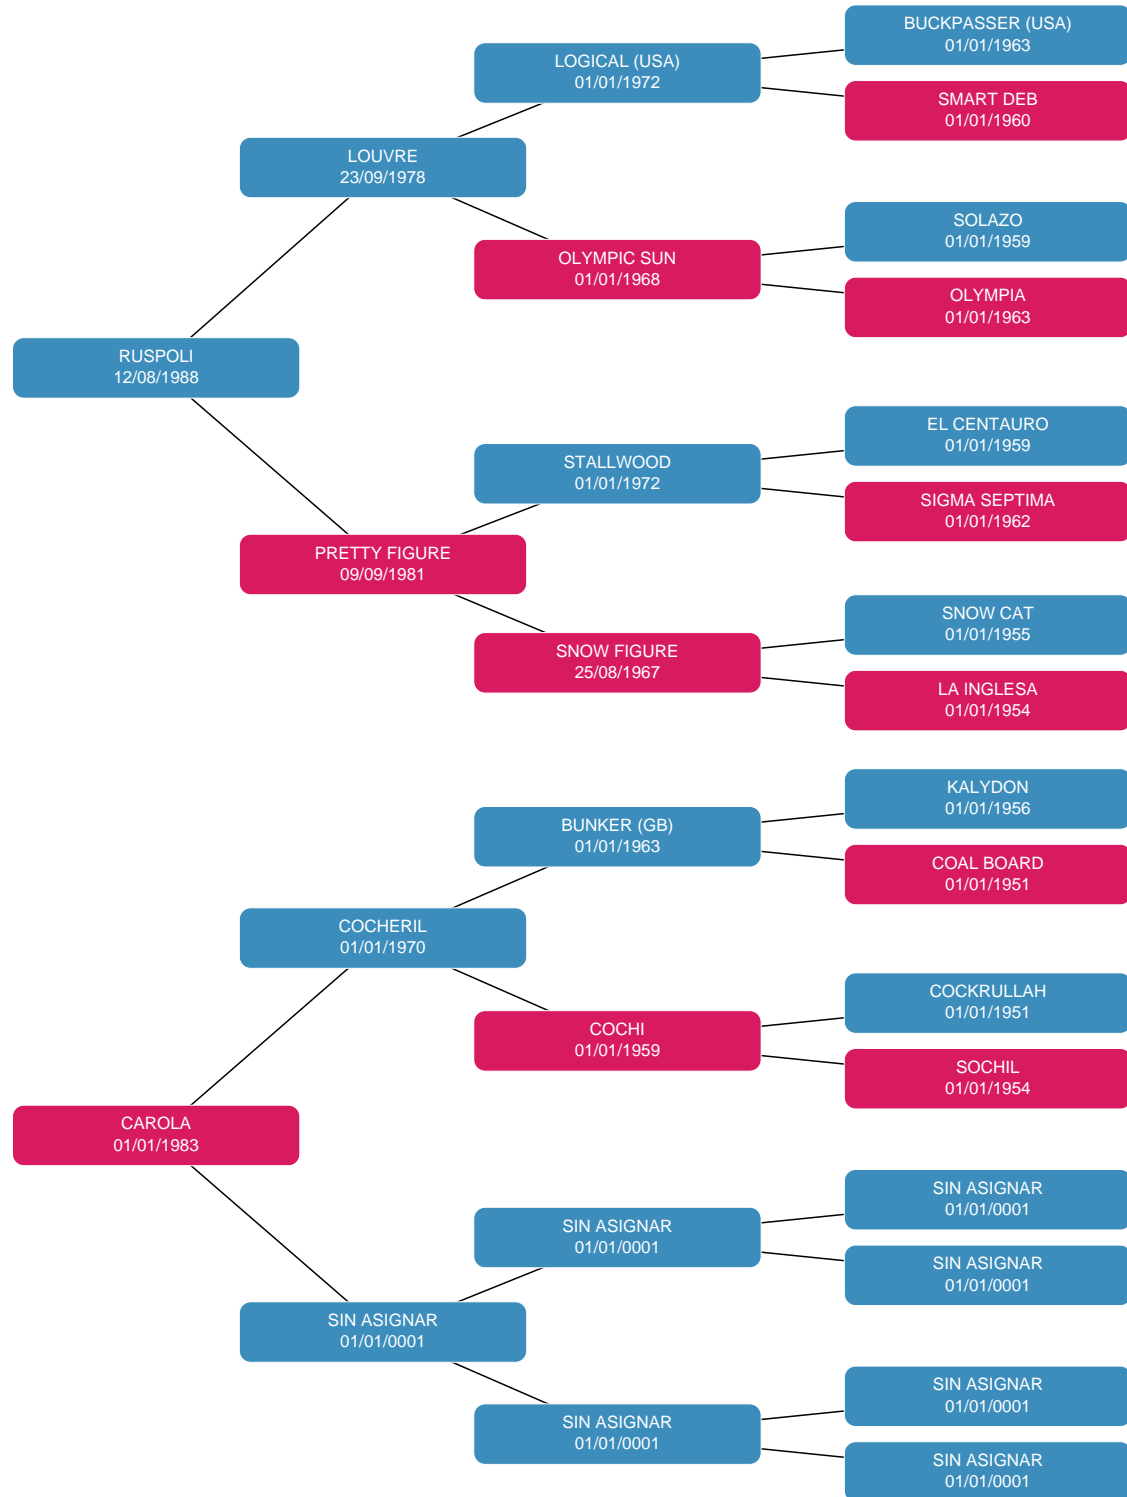 BUCKPASSER (USA)
01/01/1963
LOGICAL (USA)
01/01/1972
SMART DEB
01/01/1960
LOUVRE
23/09/1978
SOLAZO
01/01/1959
OLYMPIC SUN
01/01/1968
OLYMPIA
01/01/1963
RUSPOLI
12/08/1988
EL CENTAURO
01/01/1959
STALLWOOD
01/01/1972
SIGMA SEPTIMA
01/01/1962
PRETTY FIGURE
09/09/1981
SNOW CAT
01/01/1955
SNOW FIGURE
25/08/1967
LA INGLESA
01/01/1954
KALYDON
01/01/1956
BUNKER (GB)
01/01/1963
COAL BOARD
01/01/1951
COCHERIL
01/01/1970
COCKRULLAH
01/01/1951
COCHI
01/01/1959
SOCHIL
01/01/1954
CAROLA
01/01/1983
SIN ASIGNAR
01/01/0001
SIN ASIGNAR
01/01/0001
SIN ASIGNAR
01/01/0001
SIN ASIGNAR
01/01/0001
SIN ASIGNAR
01/01/0001
SIN ASIGNAR
01/01/0001
SIN ASIGNAR
01/01/0001